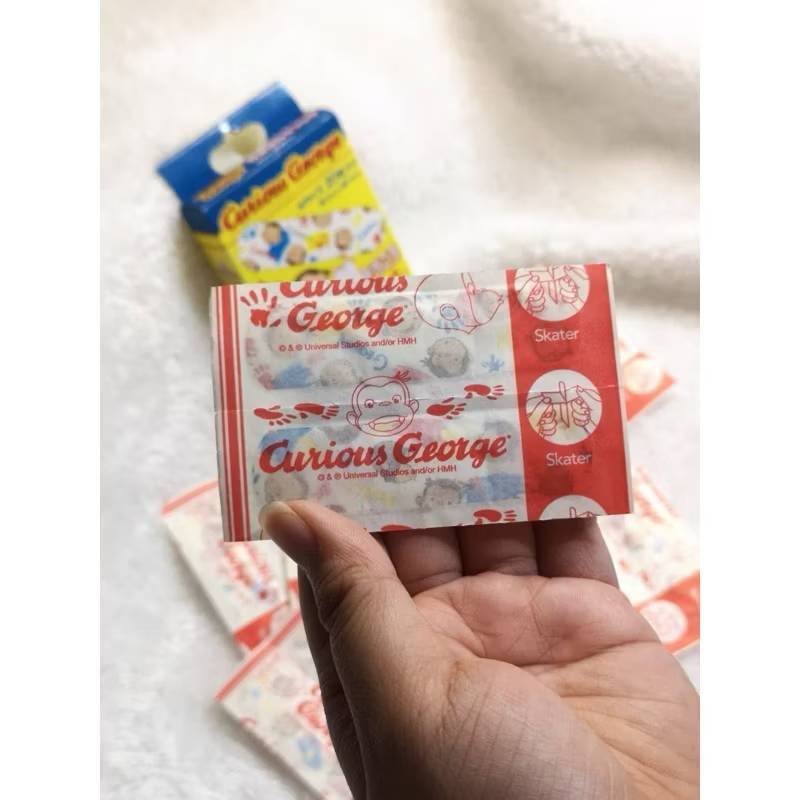 Curious George
Curious
George
© & ® Universal Studios and/or HMH
Skater
Curious George
© & ® Universal Studios and/or HMH
Skater